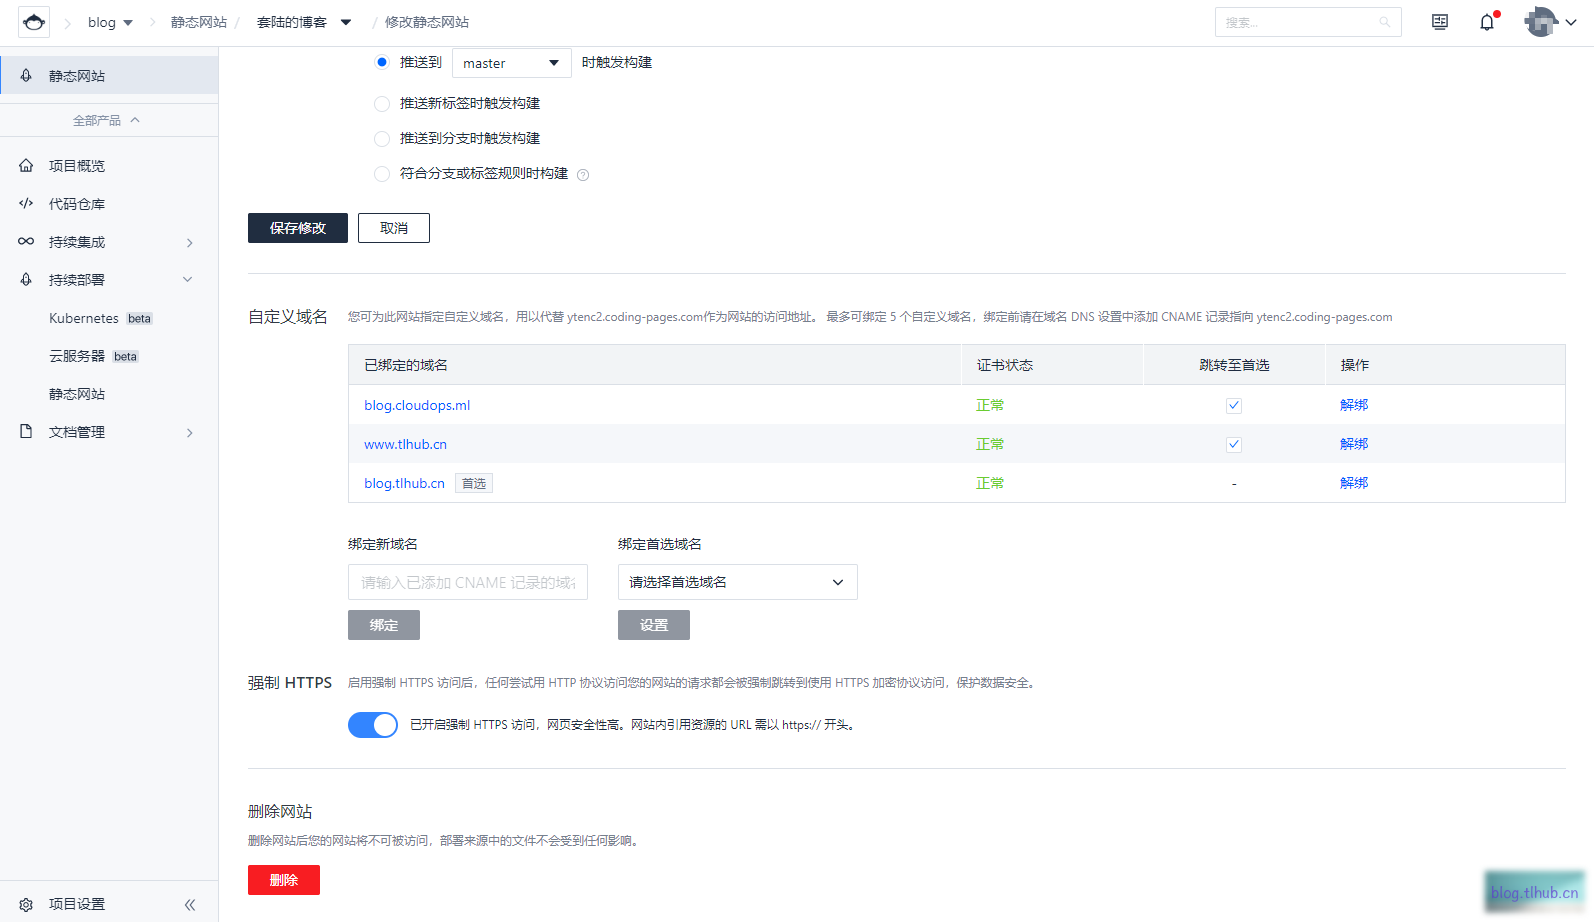 blog
静态网站 /
套陆的博客
/ 修改静态网站
搜索...
静态网站
全部产品
项目概览
代码仓库
持续集成
持续部署
Kubernetes beta
云服务器 beta
静态网站
文档管理
项目设置
推送到 master 时触发构建
推送新标签时触发构建
推送到分支时触发构建
符合分支或标签规则时构建 ?
保存修改 取消
自定义域名 您可为此网站指定自定义域名，用以代替 ytenc2.coding-pages.com作为网站的访问地址。 最多可绑定 5 个自定义域名，绑定前请在域名 DNS 设置中添加 CNAME 记录指向 ytenc2.coding-pages.com
已绑定的域名 证书状态 跳转至首选 操作
blog.cloudops.ml 正常 解绑
www.tlhub.cn 正常 解绑
blog.tlhub.cn 首选 正常 - 解绑
绑定新域名 绑定首选域名
请输入已添加 CNAME 记录的域 请选择首选域名
绑定 设置
强制 HTTPS 启用强制 HTTPS 访问后，任何尝试用 HTTP 协议访问您的网站的请求都会被强制跳转到使用 HTTPS 加密协议访问，保护数据安全。
已开启强制 HTTPS 访问，网页安全性高。网站内引用资源的 URL 需以 https:// 开头。
删除网站
删除网站后您的网站将不可被访问，部署来源中的文件不会受到任何影响。
删除
blog.tlhub.cn